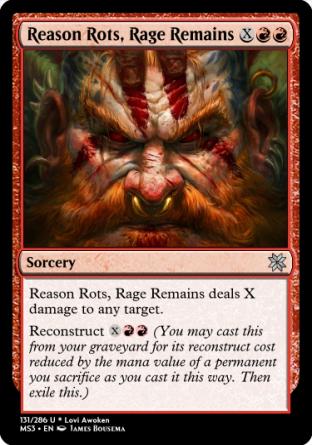 Reason Rots, Rage Remains XRR
Sorcery
Reason Rots, Rage Remains deals X
damage to any target.
Reconstruct XRR (You may cast this
from your graveyard for its reconstruct cost
reduced by the mana value of a permanent
you sacrifice as you cast it this way. Then
exile this.)
131/286 U * Lovi Awoken
MS3 • EN James Bousema